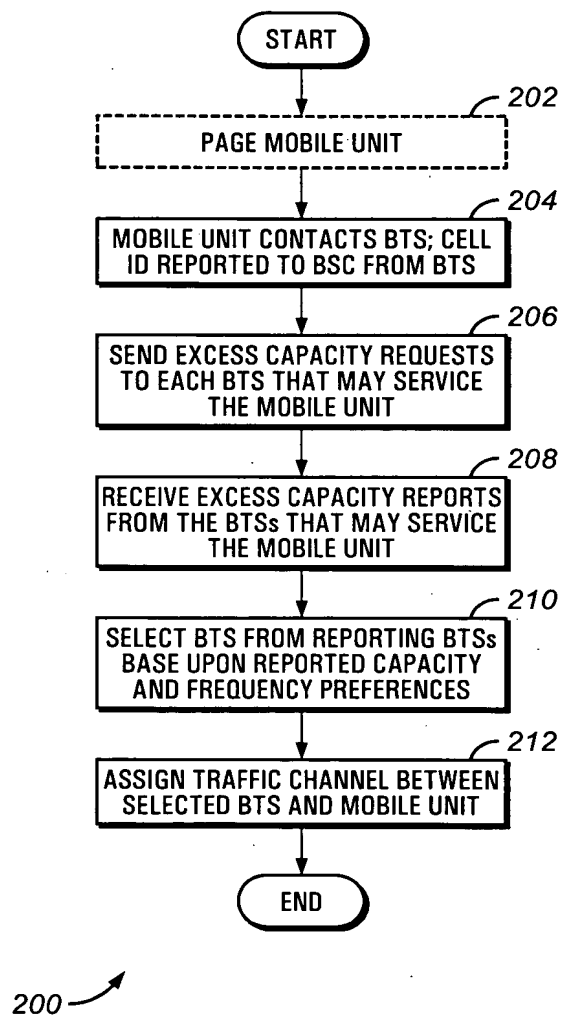 START
202
PAGE MOBILE UNIT
204
MOBILE UNIT CONTACTS BTS; CELL
ID REPORTED TO BSC FROM BTS
206
SEND EXCESS CAPACITY REQUESTS
TO EACH BTS THAT MAY SERVICE
THE MOBILE UNIT
208
RECEIVE EXCESS CAPACITY REPORTS
FROM THE BTSs THAT MAY SERVICE
THE MOBILE UNIT
210
SELECT BTS FROM REPORTING BTSs
BASE UPON REPORTED CAPACITY
AND FREQUENCY PREFERENCES
212
ASSIGN TRAFFIC CHANNEL BETWEEN
SELECTED BTS AND MOBILE UNIT
END
200